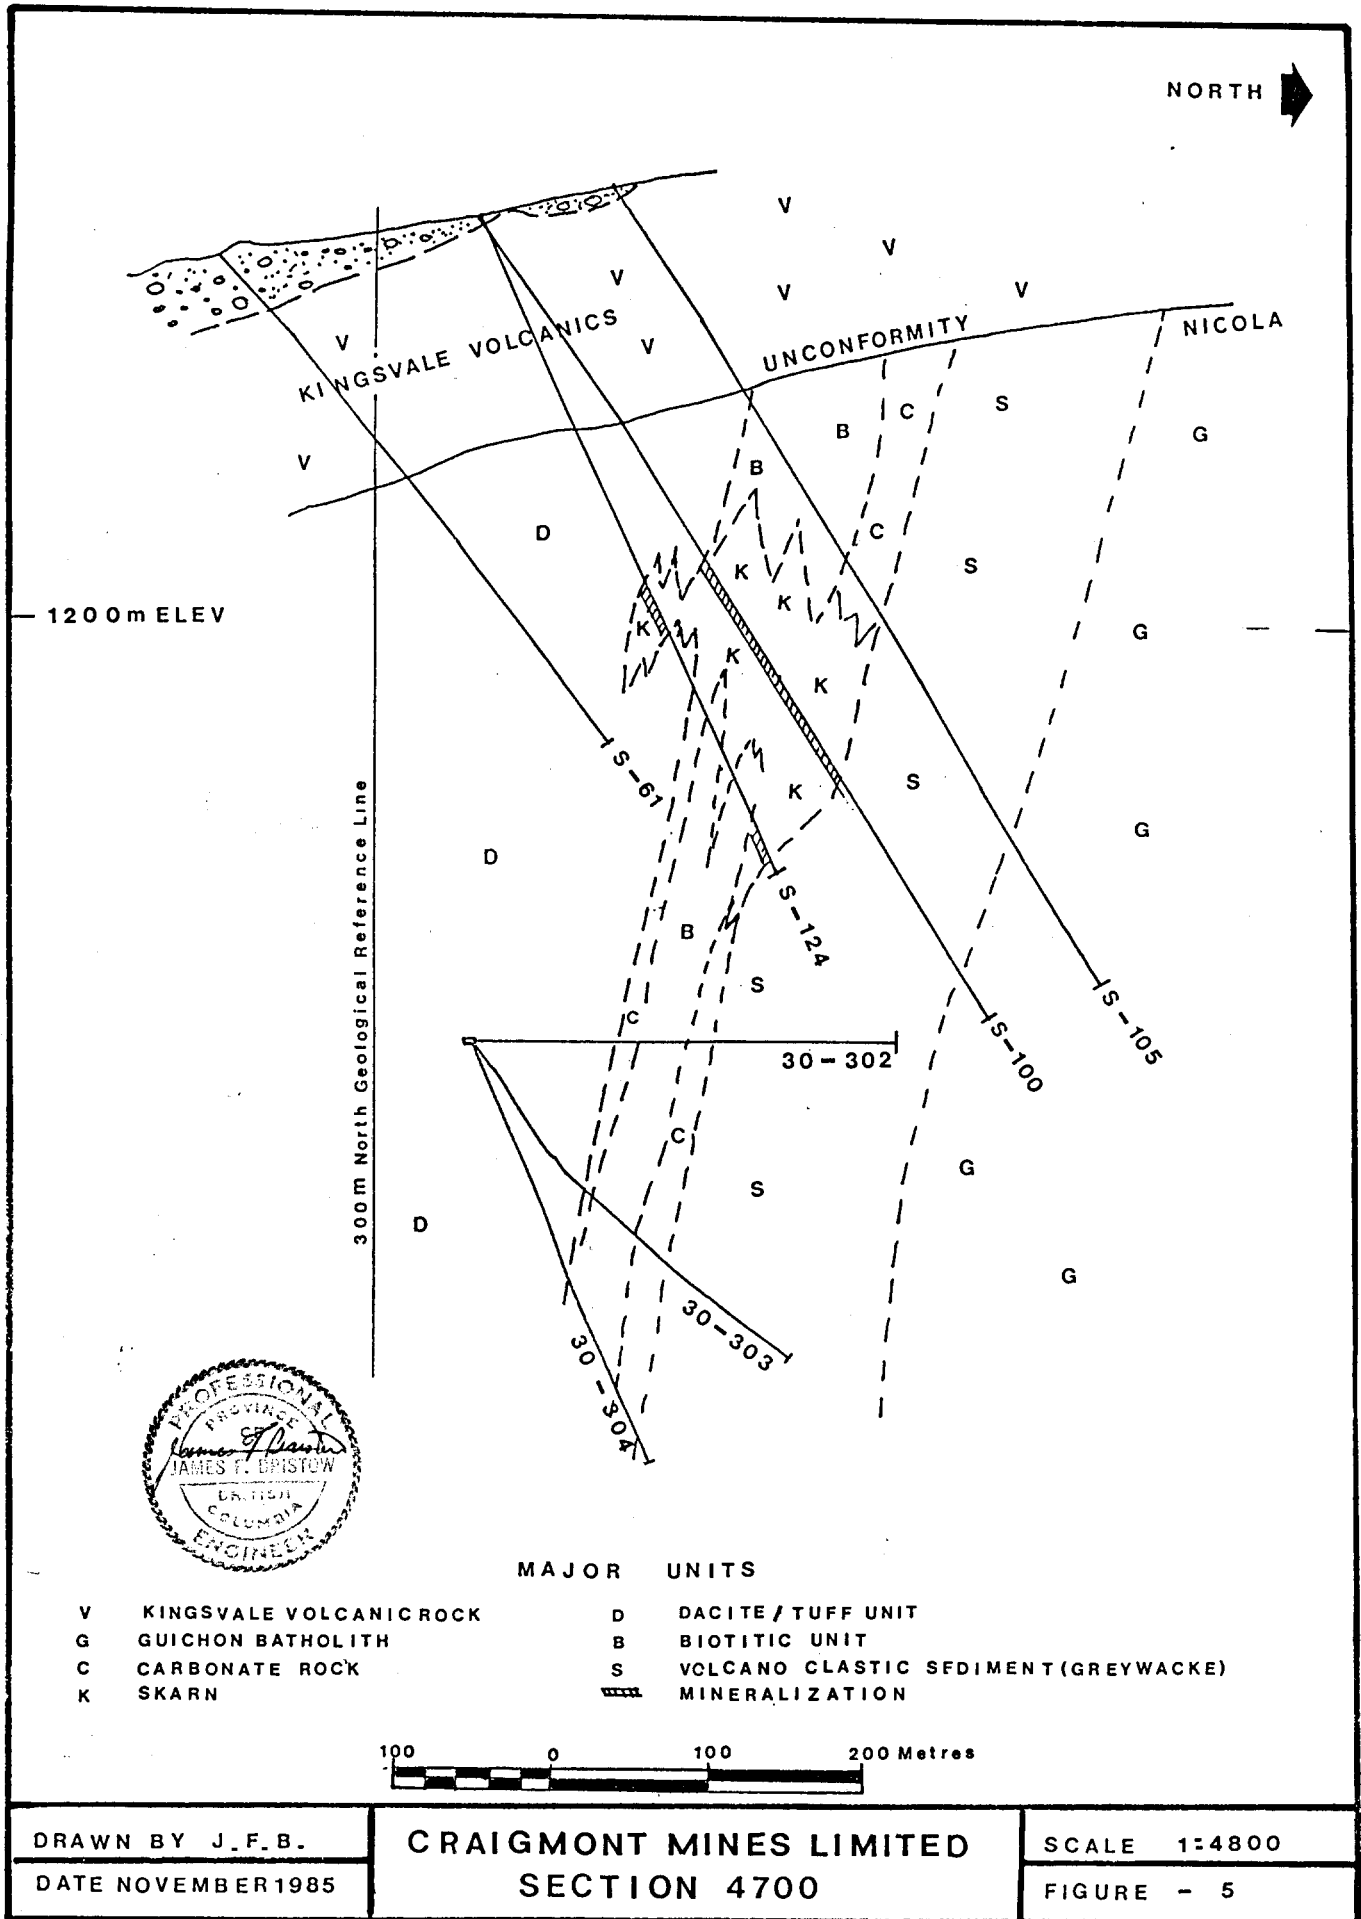 NORTH
V
V
V
V
V
V
V
V
KINGSVALE VOLCANICS
UNCONFORMITY
NICOLA
D
B
B
C
C
S
S
G
1200m ELEV
K
K
K
K
K
K
G
S
G
S-61
S-124
S-100
S-105
D
B
C
S
30-302
300m North Geological Reference Line
C
S
D
G
G
30-303
30-304
PROFESSIONAL
PROVINCE
OF
JAMES F. BRISTOW
BRITISH
COLUMBIA
ENGINEER
MAJOR UNITS
V KINGSVALE VOLCANIC ROCK
G GUICHON BATHOLITH
C CARBONATE ROCK
K SKARN
D DACITE / TUFF UNIT
B BIOTITIC UNIT
S VOLCANO CLASTIC SEDIMENT (GREYWACKE)
MINERALIZATION
100 0 100 200 Metres
DRAWN BY J.F.B.
DATE NOVEMBER 1985
CRAIGMONT MINES LIMITED
SECTION 4700
SCALE 1:4800
FIGURE - 5